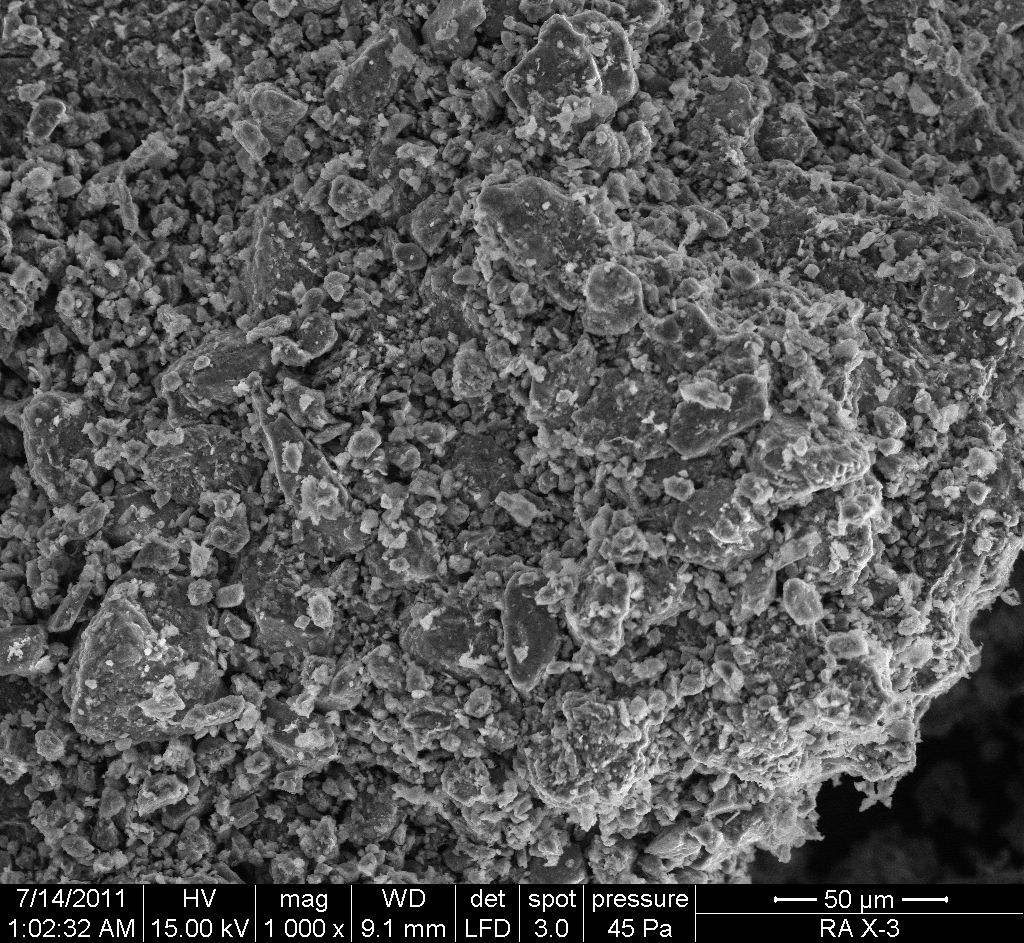 7/14/2011 HV mag WD det spot pressure 50 µm
1:02:32 AM 15.00 kV 1 000 x 9.1 mm LFD 3.0 45 Pa RA X-3